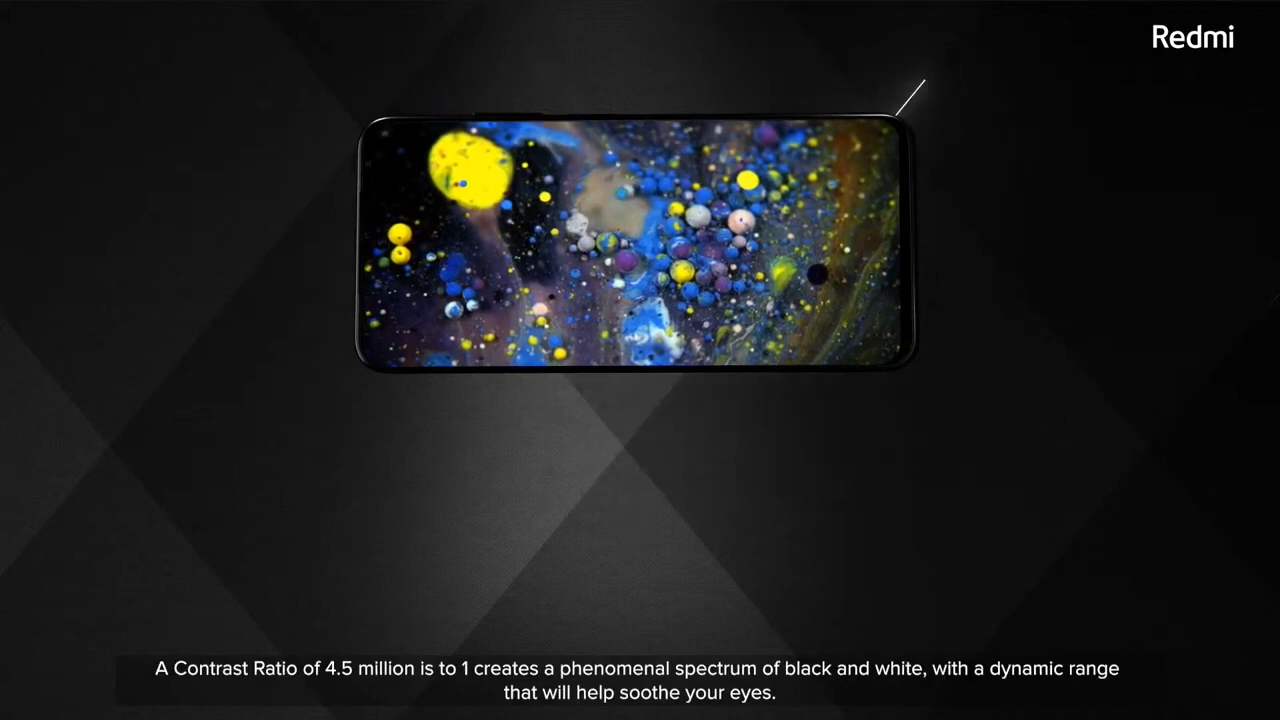 Redmi
A Contrast Ratio of 4.5 million is to 1 creates a phenomenal spectrum of black and white, with a dynamic range
that will help soothe your eyes.